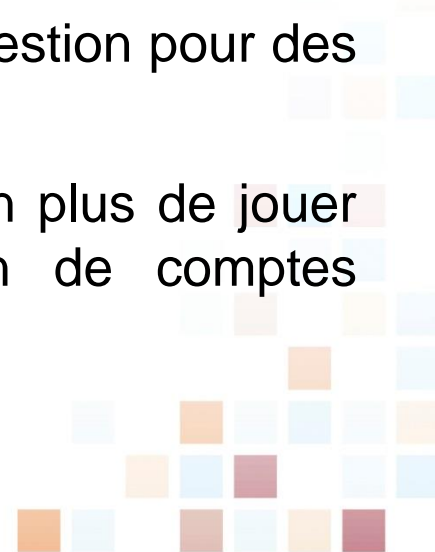 estion pour des
n plus de jouer
n de comptes